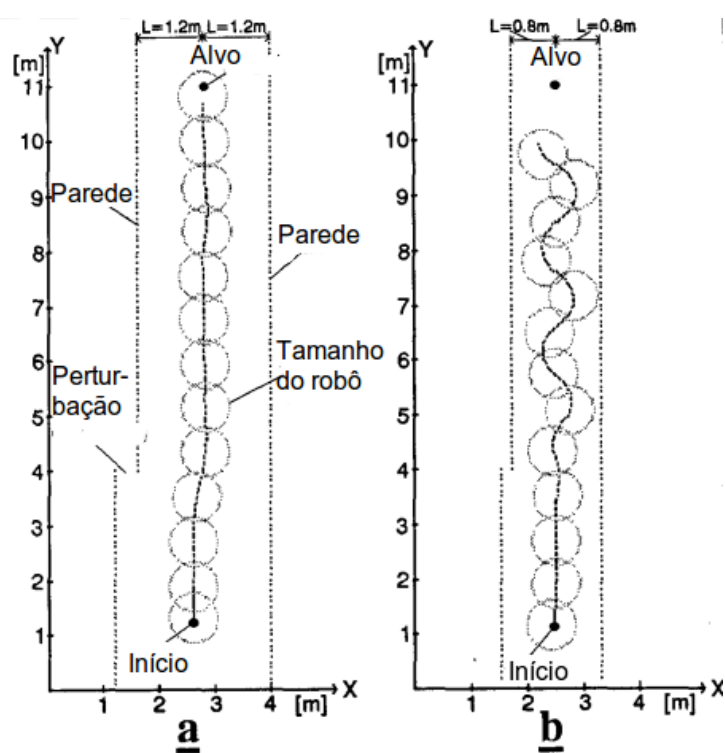 L=1.2m L=1.2m
Y
[m]
Alvo
11
10
9
8
7
6
5
4
3
2
1
Parede
Parede
Tamanho
do robô
Pertur-
bação
Início
1 2 3 4 X
[m]
a
L=0.8m L=0.8m
Y
[m]
Alvo
11
10
9
8
7
6
5
4
3
2
1
Início
1 2 3 4 X
[m]
b